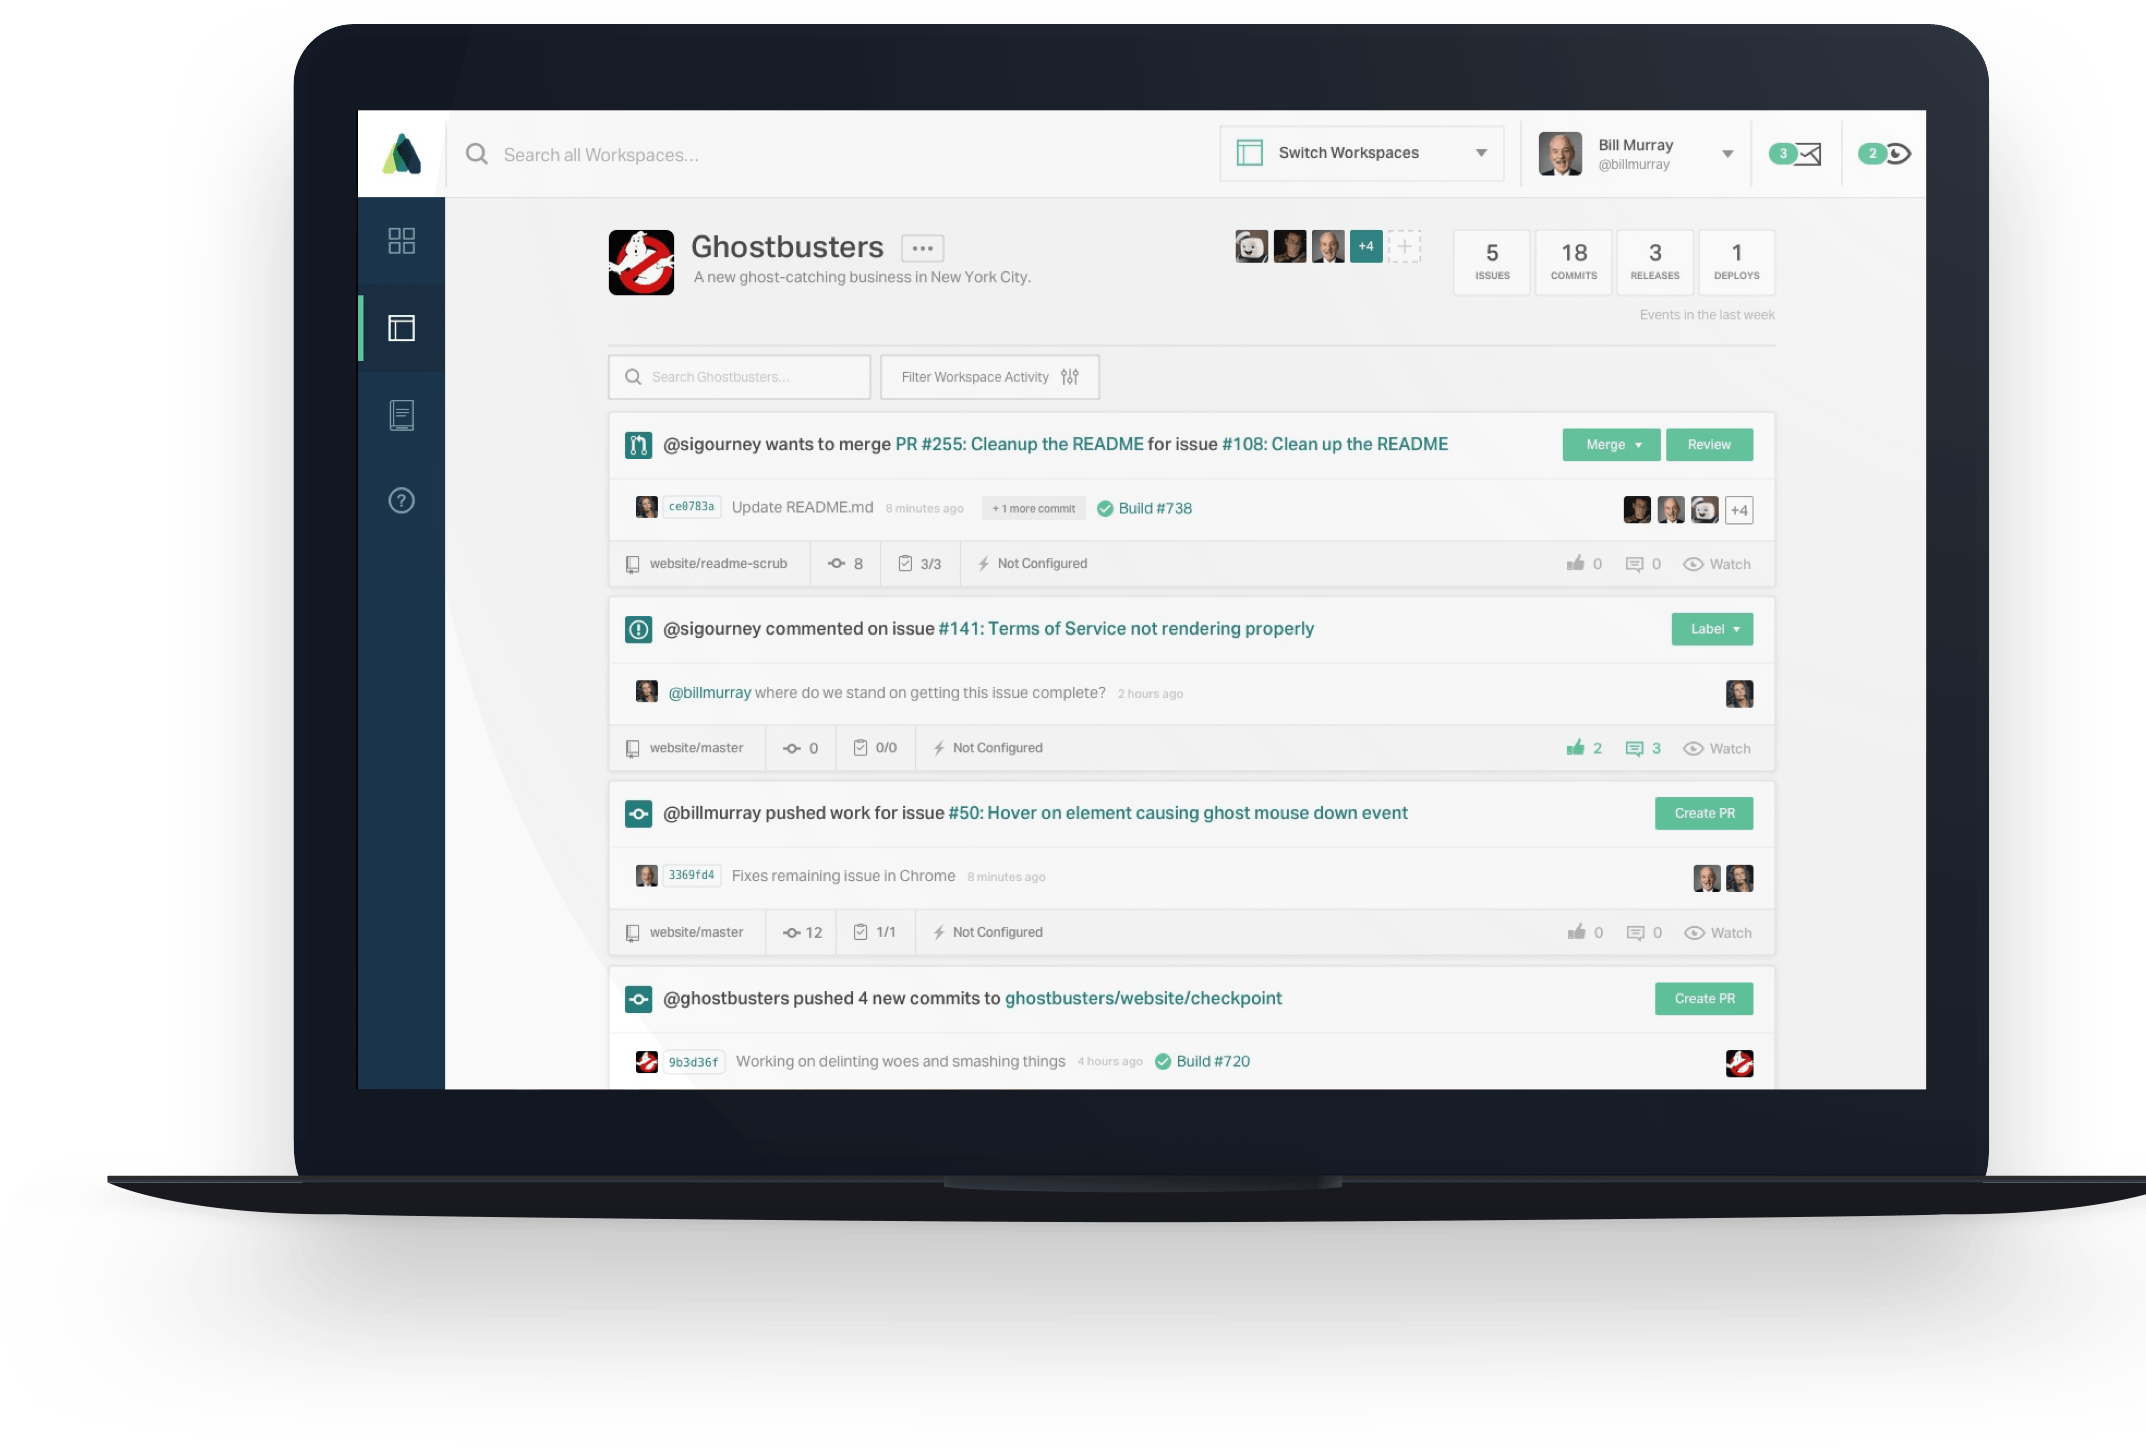 Search all Workspaces...
Switch Workspaces
Bill Murray
@billmurray
3
2
Ghostbusters
A new ghost-catching business in New York City.
+4
5
ISSUES
18
COMMITS
3
RELEASES
1
DEPLOYS
Events in the last week
Search Ghostbusters...
Filter Workspace Activity
@sigourney wants to merge PR #255: Cleanup the README for issue #108: Clean up the README
Merge
Review
ce0783a Update README.md 8 minutes ago + 1 more commit Build #738
+4
website/readme-scrub 8 3/3 Not Configured 0 0 Watch
@sigourney commented on issue #141: Terms of Service not rendering properly
Label
@billmurray where do we stand on getting this issue complete? 2 hours ago
website/master 0 0/0 Not Configured 2 3 Watch
@billmurray pushed work for issue #50: Hover on element causing ghost mouse down event
Create PR
3369fd4 Fixes remaining issue in Chrome 8 minutes ago
website/master 12 1/1 Not Configured 0 0 Watch
@ghostbusters pushed 4 new commits to ghostbusters/website/checkpoint
Create PR
9b3d36f Working on delinting woes and smashing things 4 hours ago Build #720